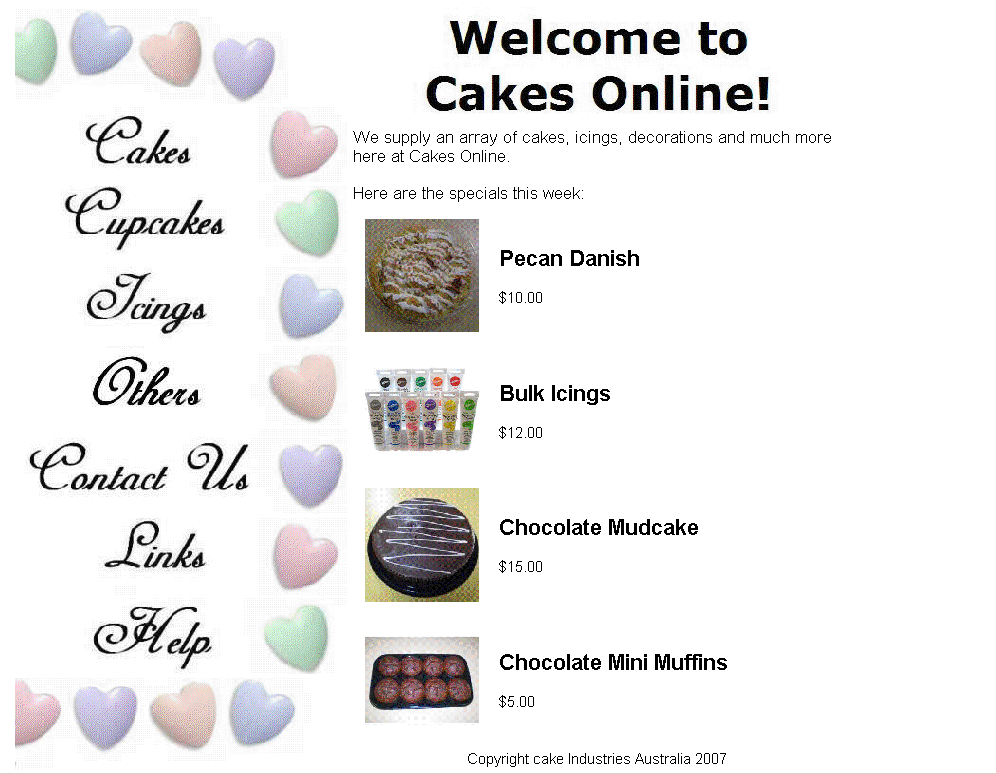 Welcome to
Cakes Online!
Cakes
Cupcakes
Icings
Others
Contact Us
Links
Help
We supply an array of cakes, icings, decorations and much more
here at Cakes Online.
Here are the specials this week:
Pecan Danish
$10.00
Bulk Icings
$12.00
Chocolate Mudcake
$15.00
Chocolate Mini Muffins
$5.00
Copyright cake Industries Australia 2007